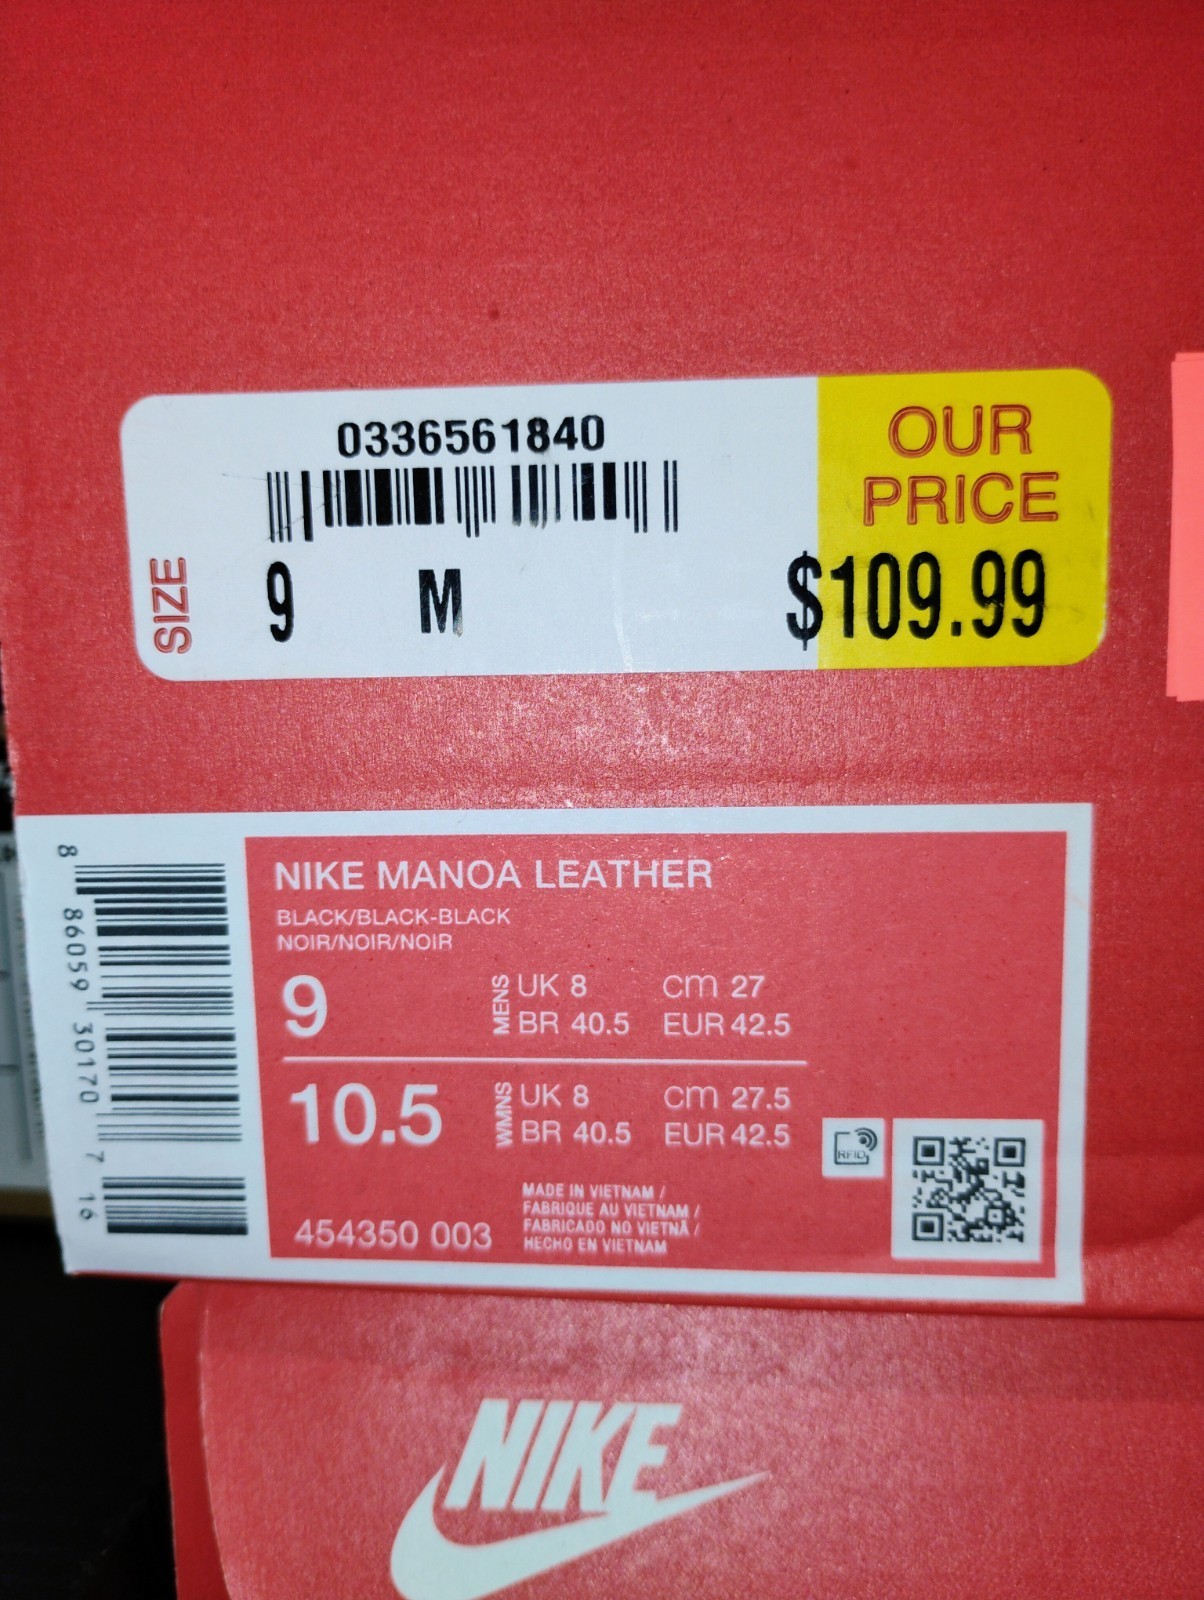 0336561840
OUR
PRICE
SIZE
9 M $109.99
8 86059 30170 7 16
NIKE MANOA LEATHER
BLACK/BLACK-BLACK
NOIR/NOIR/NOIR
9 MENS UK 8 cm 27
BR 40.5 EUR 42.5
10.5 WMNS UK 8 cm 27.5
BR 40.5 EUR 42.5
RFID
454350 003
MADE IN VIETNAM /
FABRIQUE AU VIETNAM /
FABRICADO NO VIETNÃ /
HECHO EN VIETNAM
NIKE